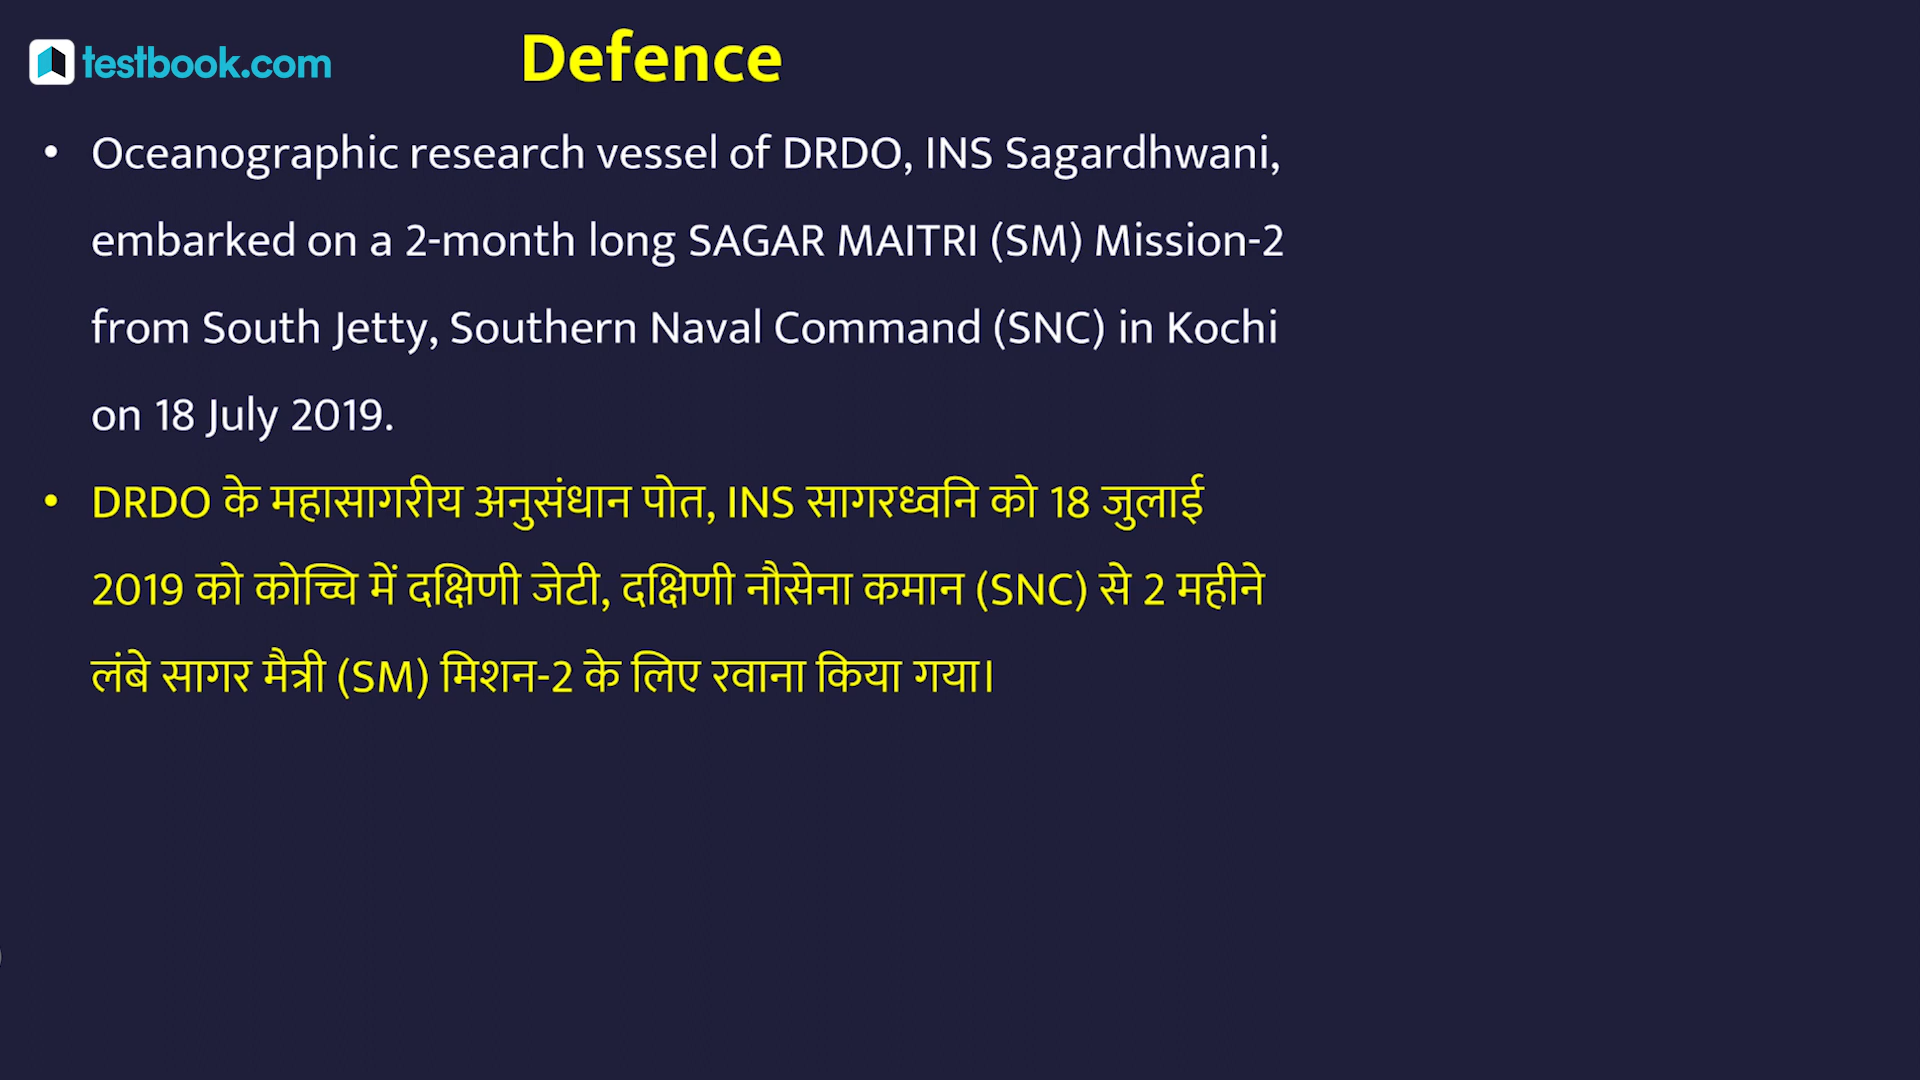 testbook.com
Defence
• Oceanographic research vessel of DRDO, INS Sagardhwani,
embarked on a 2-month long SAGAR MAITRI (SM) Mission-2
from South Jetty, Southern Naval Command (SNC) in Kochi
on 18 July 2019.
• DRDO के महासागरीय अनुसंधान पोत, INS सागरध्वनि को 18 जुलाई
2019 को कोच्चि में दक्षिणी जेटी, दक्षिणी नौसेना कमान (SNC) से 2 महीने
लंबे सागर मैत्री (SM) मिशन-2 के लिए रवाना किया गया।